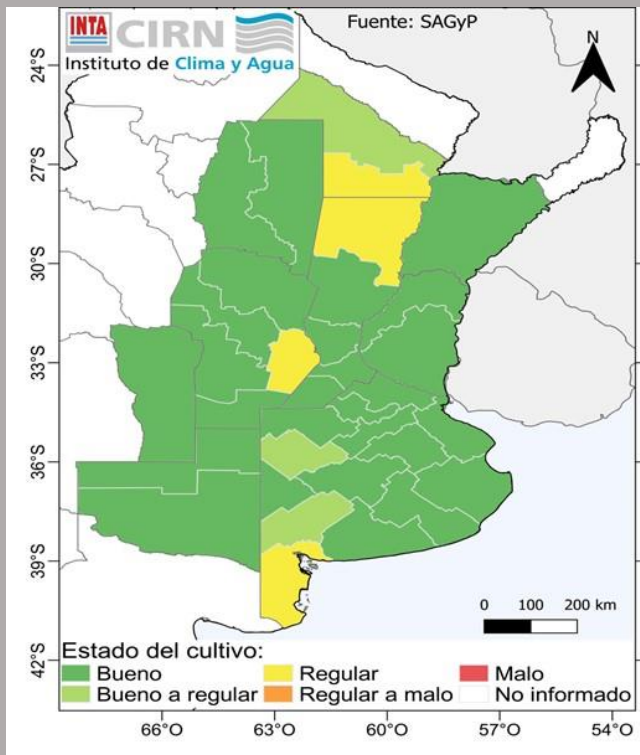 INTA CIRN
Instituto de Clima y Agua
Fuente: SAGyP
N
24°S
27°S
30°S
33°S
36°S
39°S
42°S
0 100 200 km
Estado del cultivo:
Bueno Regular Malo
Bueno a regular Regular a malo No informado
66°O 63°O 60°O 57°O 54°O